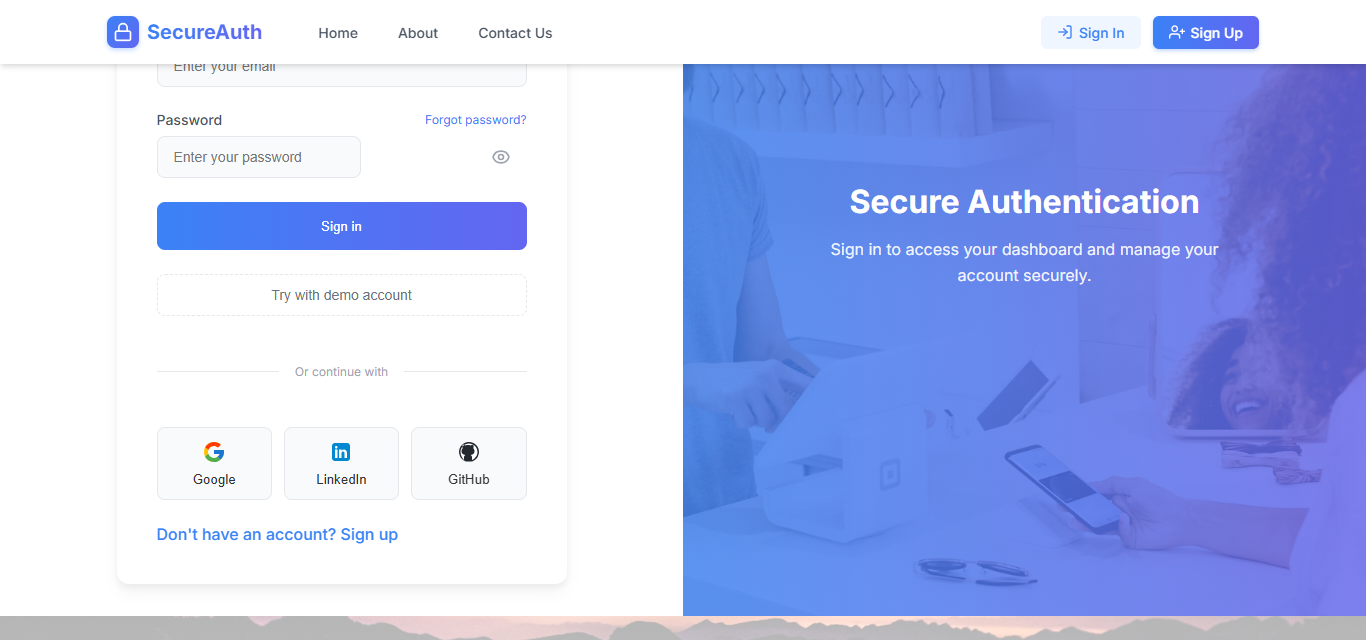 SecureAuth
Home
About
Contact Us
Sign In
Sign Up
Enter your email
Password
Forgot password?
Enter your password
Sign in
Try with demo account
Or continue with
Google
LinkedIn
GitHub
Don't have an account? Sign up
Secure Authentication
Sign in to access your dashboard and manage your
account securely.